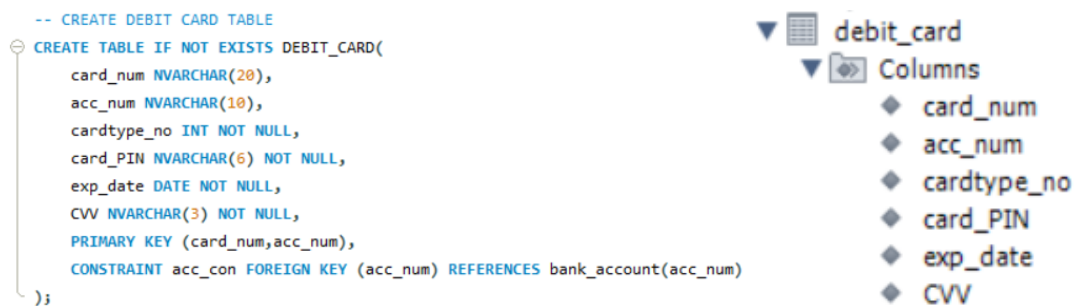 -- CREATE DEBIT CARD TABLE
CREATE TABLE IF NOT EXISTS DEBIT_CARD(
card_num NVARCHAR(20),
acc_num NVARCHAR(10),
cardtype_no INT NOT NULL,
card_PIN NVARCHAR(6) NOT NULL,
exp_date DATE NOT NULL,
CVV NVARCHAR(3) NOT NULL,
PRIMARY KEY (card_num,acc_num),
CONSTRAINT acc_con FOREIGN KEY (acc_num) REFERENCES bank_account(acc_num)
);
debit_card
Columns
card_num
acc_num
cardtype_no
card_PIN
exp_date
CVV